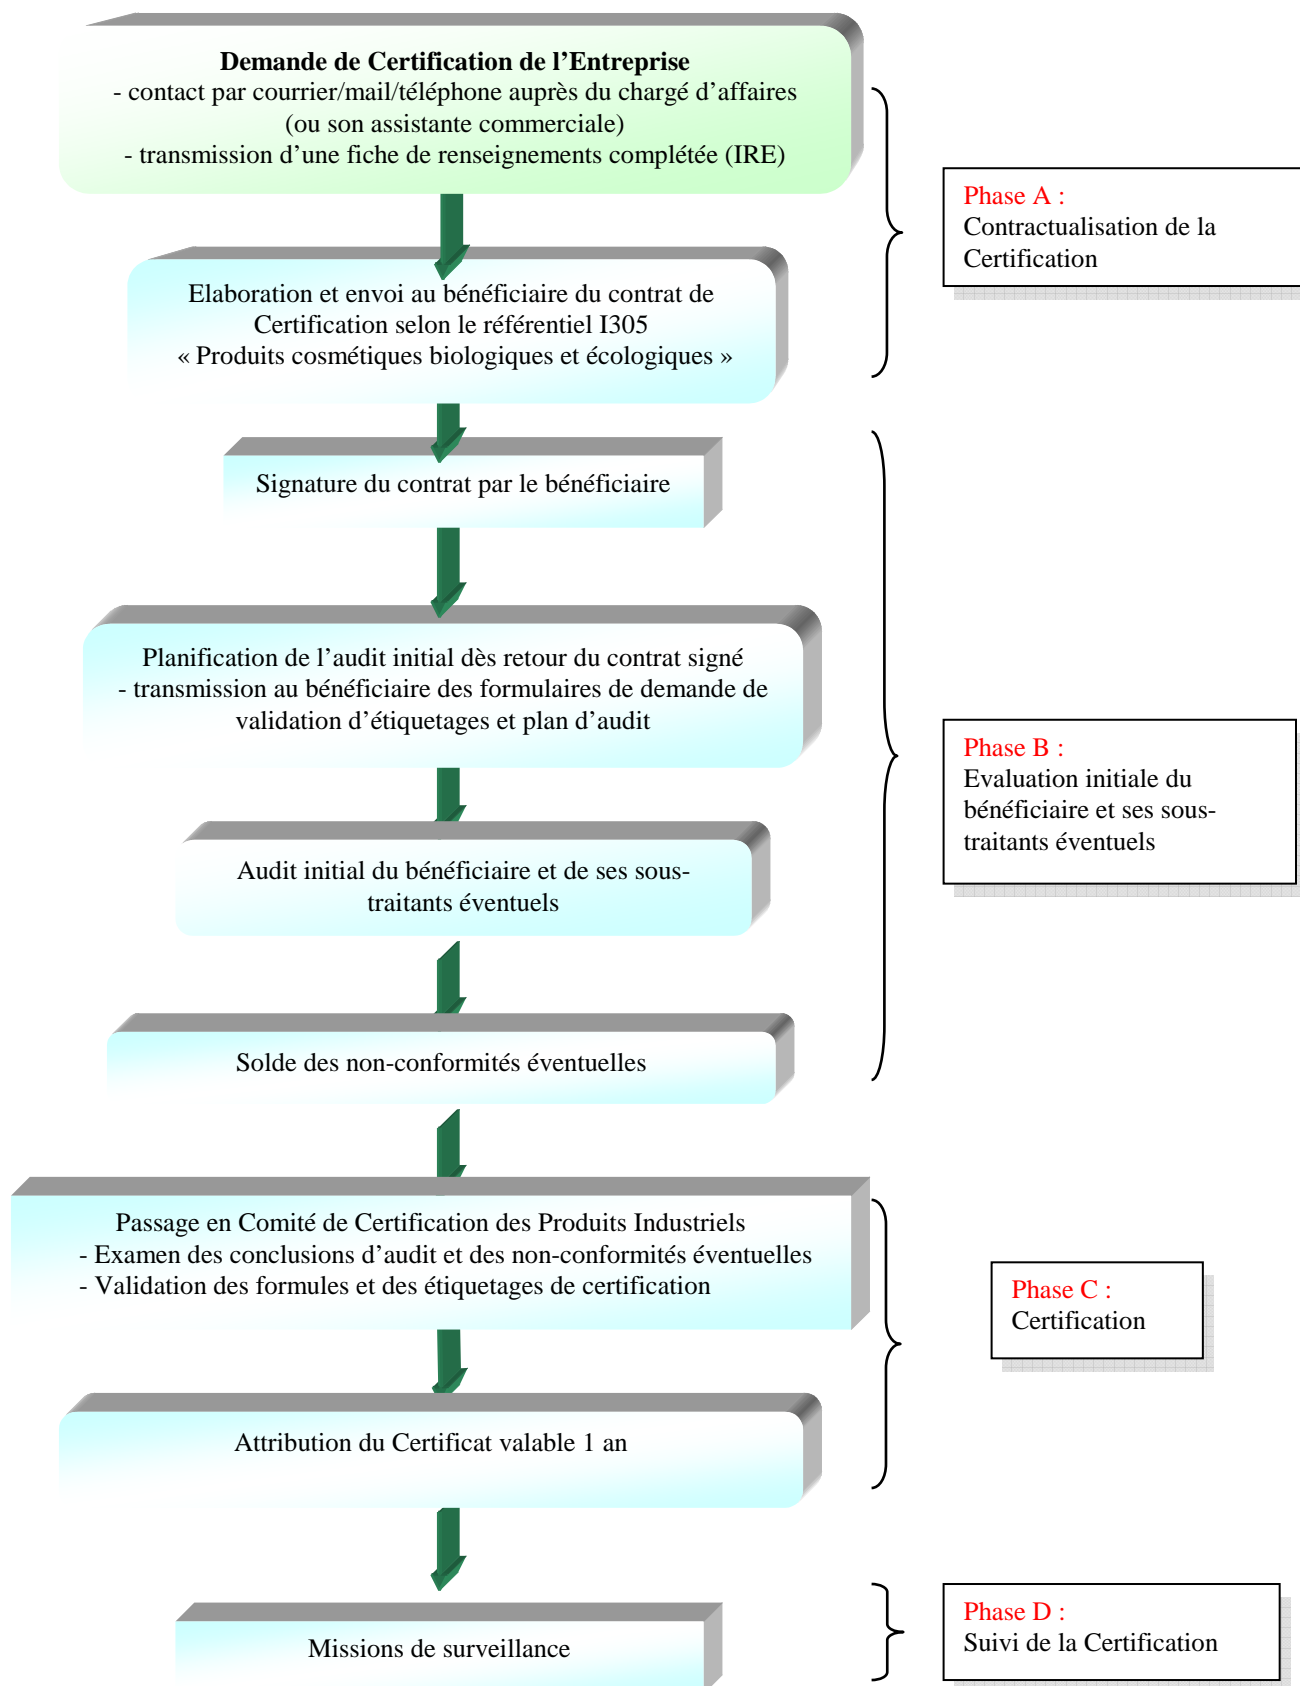 Demande de Certification de l’Entreprise
- contact par courrier/mail/téléphone auprès du chargé d’affaires
(ou son assistante commerciale)
- transmission d’une fiche de renseignements complétée (IRE)
Phase A :
Contractualisation de la
Certification
Elaboration et envoi au bénéficiaire du contrat de
Certification selon le référentiel I305
« Produits cosmétiques biologiques et écologiques »
Signature du contrat par le bénéficiaire
Planification de l’audit initial dès retour du contrat signé
- transmission au bénéficiaire des formulaires de demande de
validation d’étiquetages et plan d’audit
Phase B :
Evaluation initiale du
bénéficiaire et ses sous-
traitants éventuels
Audit initial du bénéficiaire et de ses sous-
traitants éventuels
Solde des non-conformités éventuelles
Passage en Comité de Certification des Produits Industriels
- Examen des conclusions d’audit et des non-conformités éventuelles
- Validation des formules et des étiquetages de certification
Phase C :
Certification
Attribution du Certificat valable 1 an
Phase D :
Suivi de la Certification
Missions de surveillance